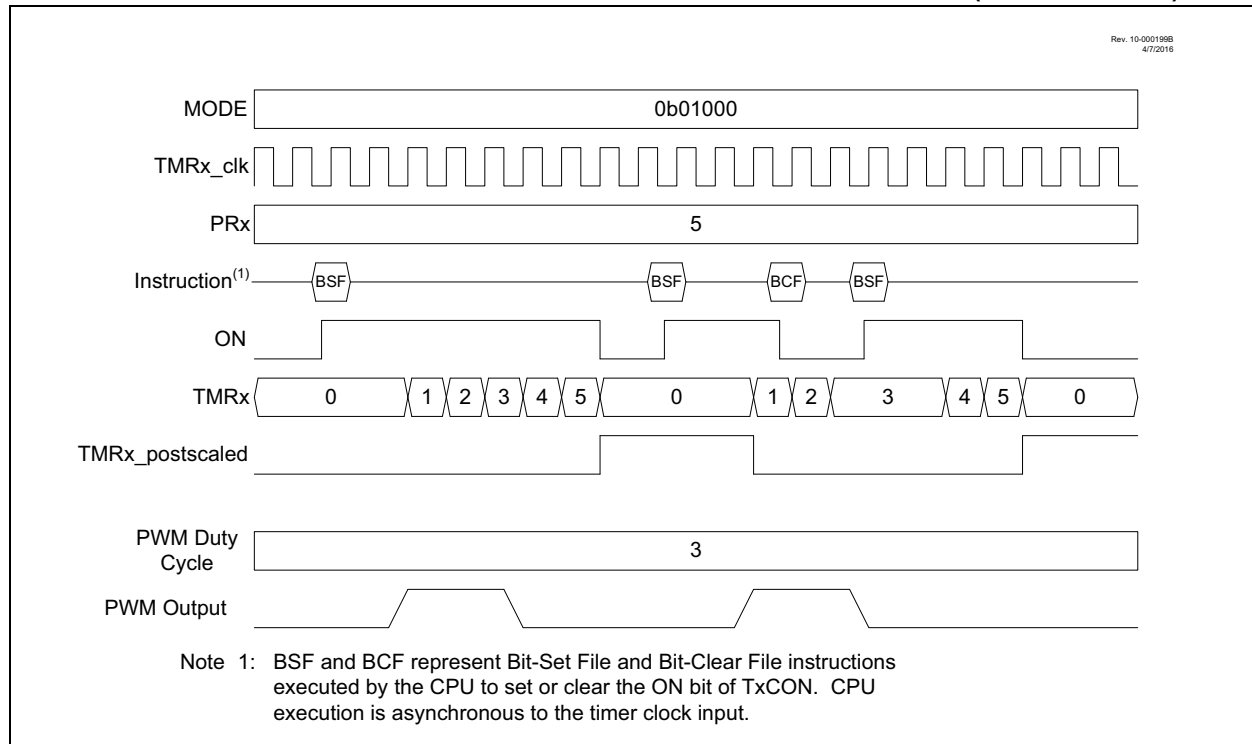 Rev. 10-000199B
4/7/2016
MODE 0b01000
TMRx_clk
PRx 5
Instruction(1) BSF BSF BCF BSF
ON
TMRx 0 1 2 3 4 5 0 1 2 3 4 5 0
TMRx_postscaled
PWM Duty
Cycle 3
PWM Output
Note 1: BSF and BCF represent Bit-Set File and Bit-Clear File instructions
executed by the CPU to set or clear the ON bit of TxCON. CPU
execution is asynchronous to the timer clock input.